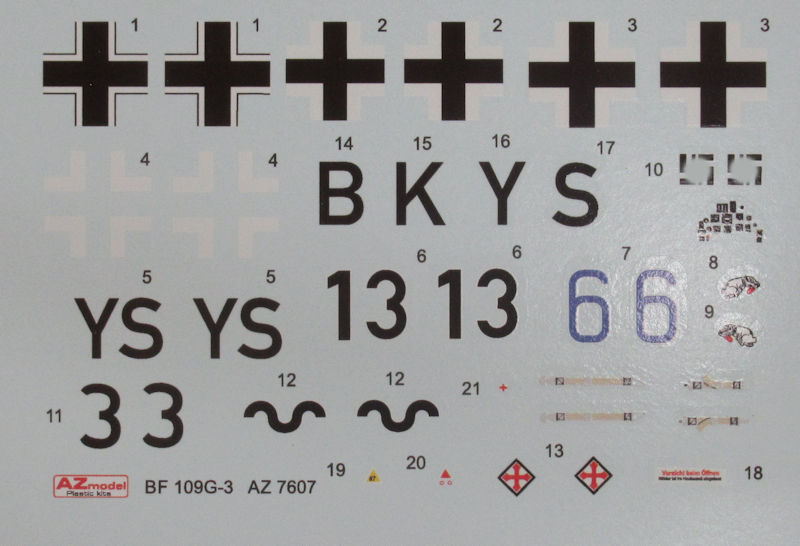 1 1 2 2 3 3
4 4 14 15 16 17 10
B K Y S
5 5 6 6 7 8
YS YS 13 13 6 6
9
11 3 3 12 12 21
19 20 13 18
AZmodel
Plastic kits
BF 109G-3 AZ 7607
87
Vorsicht beim Öffnen